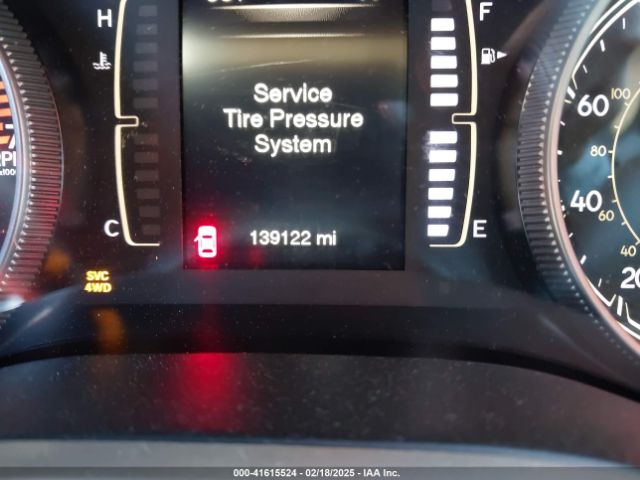 H
F
Service
Tire Pressure
System
C
139122 mi
E
SVC
4WD
60
100
80
40
60
40
20
000-41615524 - 02/18/2025 - IAA Inc.